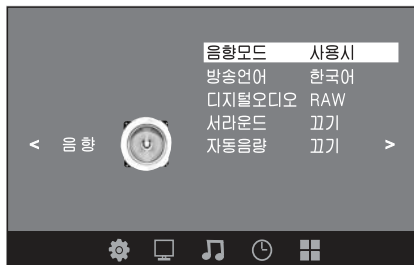 음향모드 사용시
방송언어 한국어
디지털오디오 RAW
서라운드 끄기
자동음량 끄기
< 음향 >